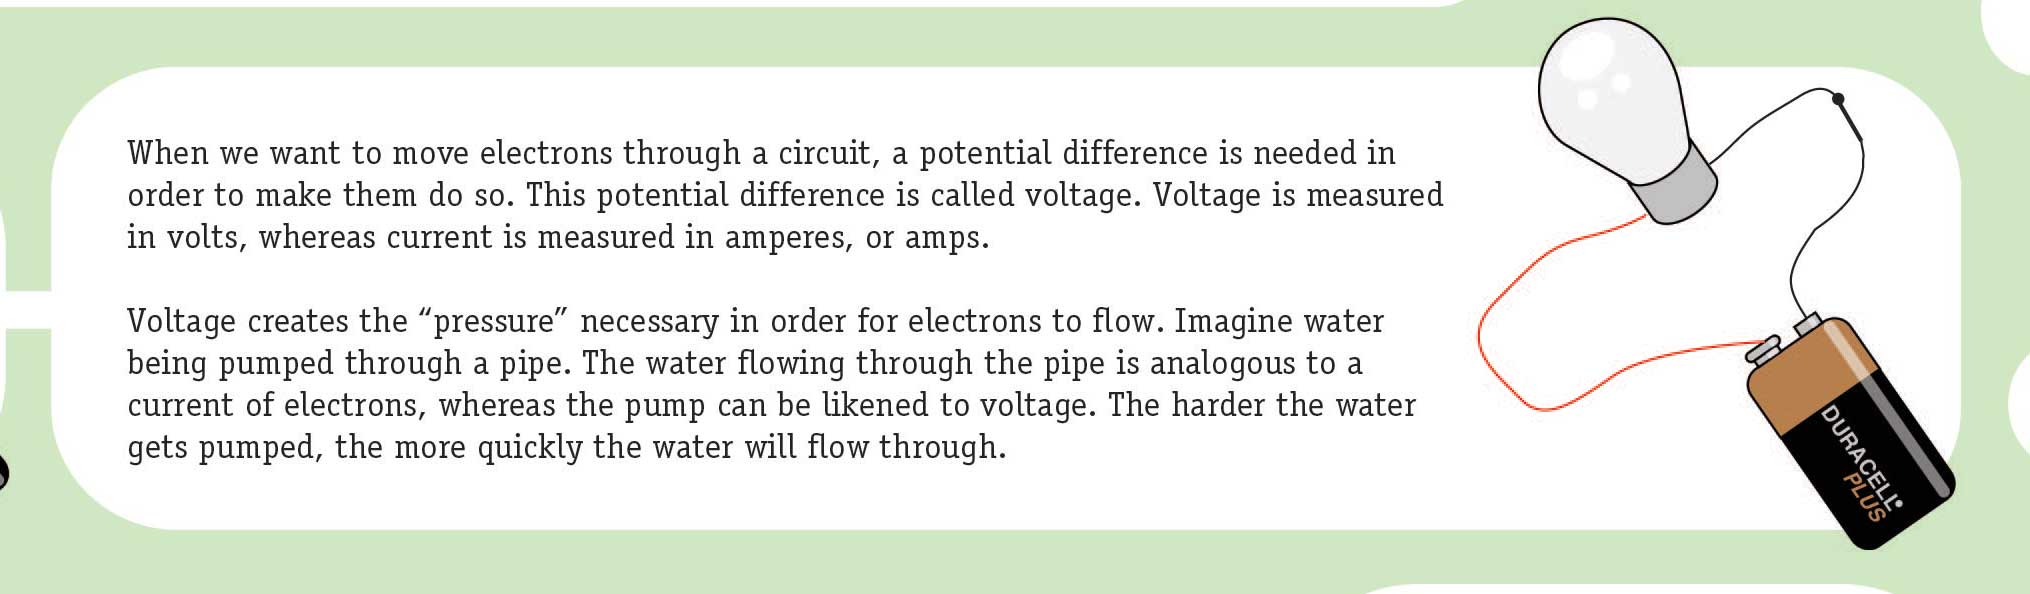 When we want to move electrons through a circuit, a potential difference is needed in
order to make them do so. This potential difference is called voltage. Voltage is measured
in volts, whereas current is measured in amperes, or amps.
Voltage creates the “pressure” necessary in order for electrons to flow. Imagine water
being pumped through a pipe. The water flowing through the pipe is analogous to a
current of electrons, whereas the pump can be likened to voltage. The harder the water
gets pumped, the more quickly the water will flow through.
DURACELL
PLUS